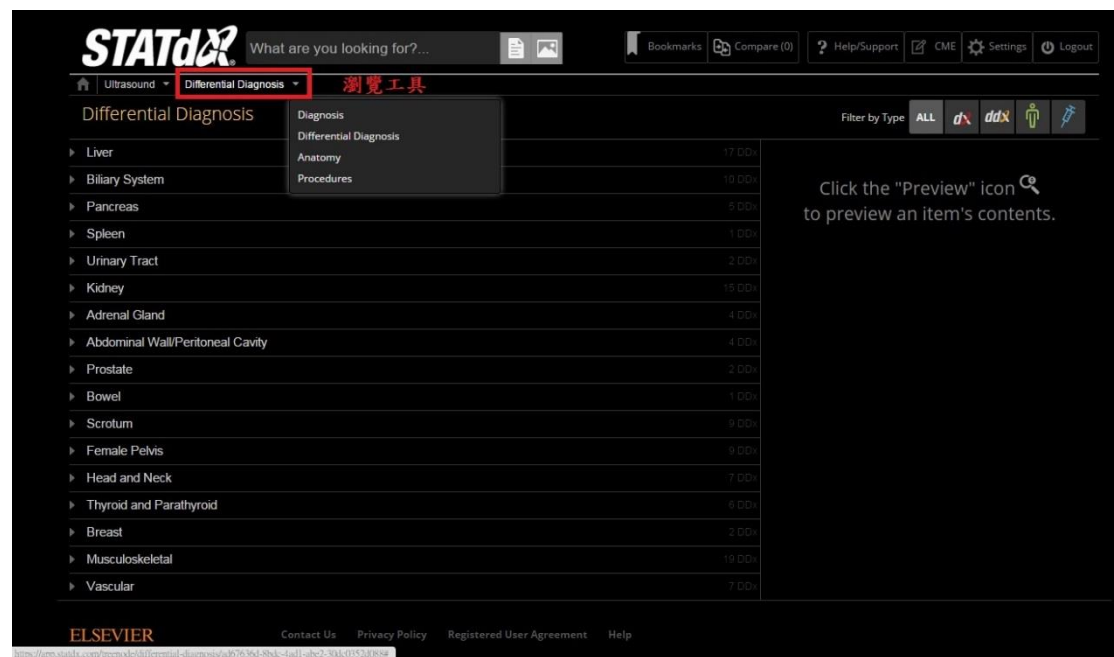 STATdx What are you looking for?... Bookmarks Compare (0) ? Help/Support CME Settings Logout
Ultrasound Differential Diagnosis 瀏覽工具
Differential Diagnosis Filter by Type ALL dx ddx
Diagnosis
Differential Diagnosis
Anatomy
Procedures
Liver 17 DDx
Biliary System 10 DDx
Pancreas 5 DDx
Spleen 1 DDx
Urinary Tract 2 DDx
Kidney 15 DDx
Adrenal Gland 4 DDx
Abdominal Wall/Peritoneal Cavity 4 DDx
Prostate 2 DDx
Bowel 1 DDx
Scrotum 9 DDx
Female Pelvis 9 DDx
Head and Neck 7 DDx
Thyroid and Parathyroid 6 DDx
Breast 2 DDx
Musculoskeletal 19 DDx
Vascular 7 DDx
Click the "Preview" icon
to preview an item's contents.
ELSEVIER Contact Us Privacy Policy Registered User Agreement Help